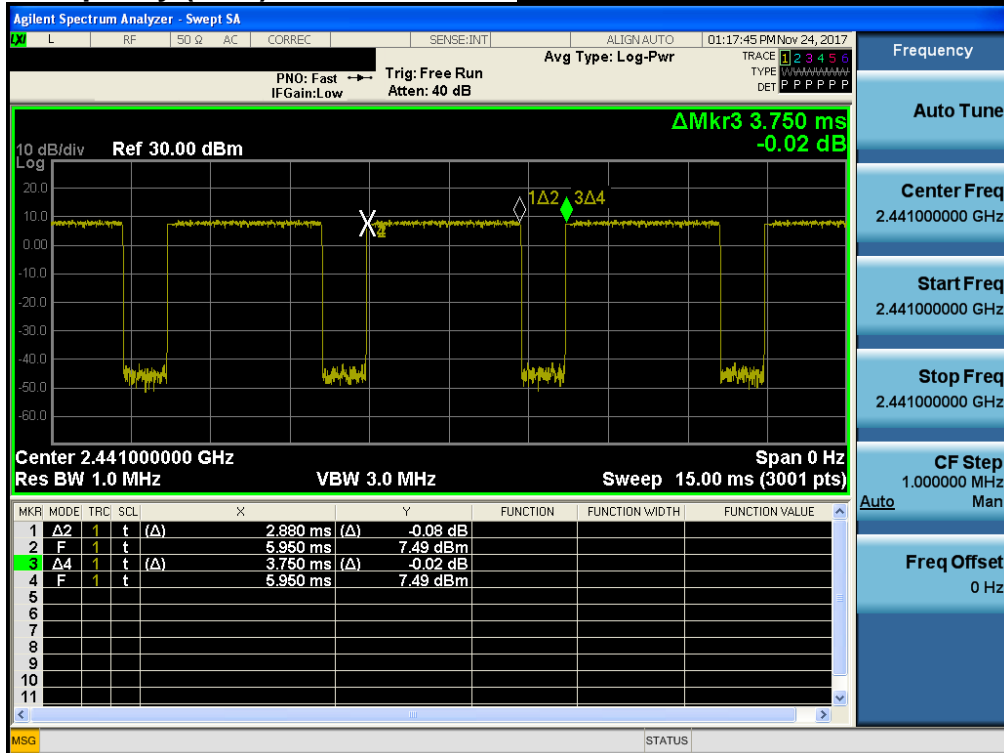 Agilent Spectrum Analyzer - Swept SA
LXI L RF 50 Ω AC CORREC SENSE:INT ALIGN AUTO 01:17:45 PM Nov 24, 2017
Avg Type: Log-Pwr
TRACE 1 2 3 4 5 6
TYPE WWWWWW
DET P P P P P P
PNO: Fast
IFGain:Low
Trig: Free Run
Atten: 40 dB
ΔMkr3 3.750 ms
-0.02 dB
10 dB/div Ref 30.00 dBm
Log
20.0
10.0
0.00
-10.0
-20.0
-30.0
-40.0
-50.0
-60.0
X
1Δ2
3Δ4
Center 2.441000000 GHz Span 0 Hz
Res BW 1.0 MHz VBW 3.0 MHz Sweep 15.00 ms (3001 pts)
MKR MODE TRC SCL X Y FUNCTION FUNCTION WIDTH FUNCTION VALUE
1 Δ2 1 t (Δ) 2.880 ms (Δ) -0.08 dB
2 F 1 t 5.950 ms 7.49 dBm
3 Δ4 1 t (Δ) 3.750 ms (Δ) -0.02 dB
4 F 1 t 5.950 ms 7.49 dBm
5
6
7
8
9
10
11
MSG STATUS
Frequency
Auto Tune
Center Freq
2.441000000 GHz
Start Freq
2.441000000 GHz
Stop Freq
2.441000000 GHz
CF Step
1.000000 MHz
Auto Man
Freq Offset
0 Hz